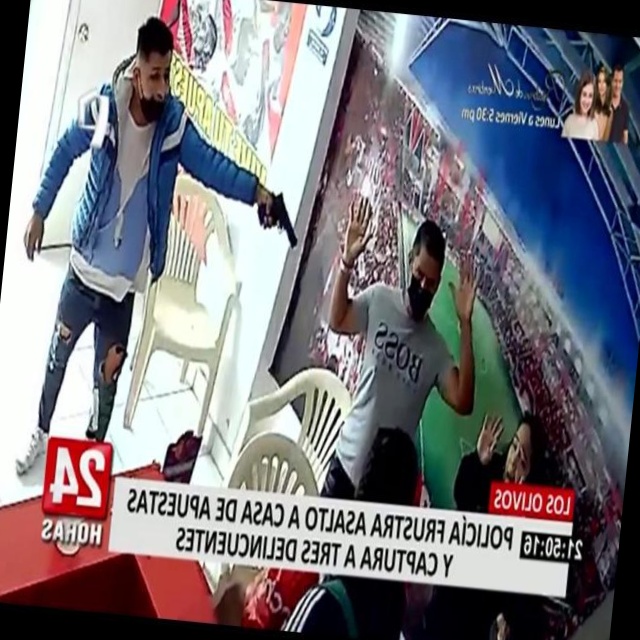 Lunes a Viernes 5:30 pm
BOSS
LOS OLIVOS
21:50:16
POLICÍA FRUSTRA ASALTO A CASA DE APUESTAS
Y CAPTURA A TRES DELINCUENTES
24
HORAS